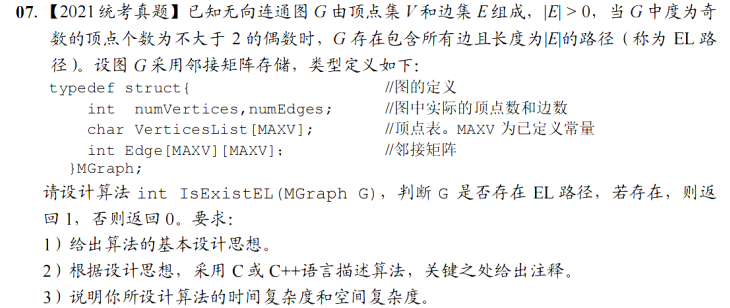 07.【2021统考真题】已知无向连通图 G 由顶点集 V 和边集 E 组成，|E| > 0，当 G 中度为奇
数的顶点个数为不大于 2 的偶数时，G 存在包含所有边且长度为|E|的路径（称为 EL 路
径）。设图 G 采用邻接矩阵存储，类型定义如下：
typedef struct{ //图的定义
int numVertices,numEdges; //图中实际的顶点数和边数
char VerticesList[MAXV]; //顶点表。MAXV 为已定义常量
int Edge[MAXV][MAXV]; //邻接矩阵
}MGraph;
请设计算法 int IsExistEL(MGraph G)，判断 G 是否存在 EL 路径，若存在，则返
回 1，否则返回 0。要求：
1）给出算法的基本设计思想。
2）根据设计思想，采用 C 或 C++语言描述算法，关键之处给出注释。
3）说明你所设计算法的时间复杂度和空间复杂度。